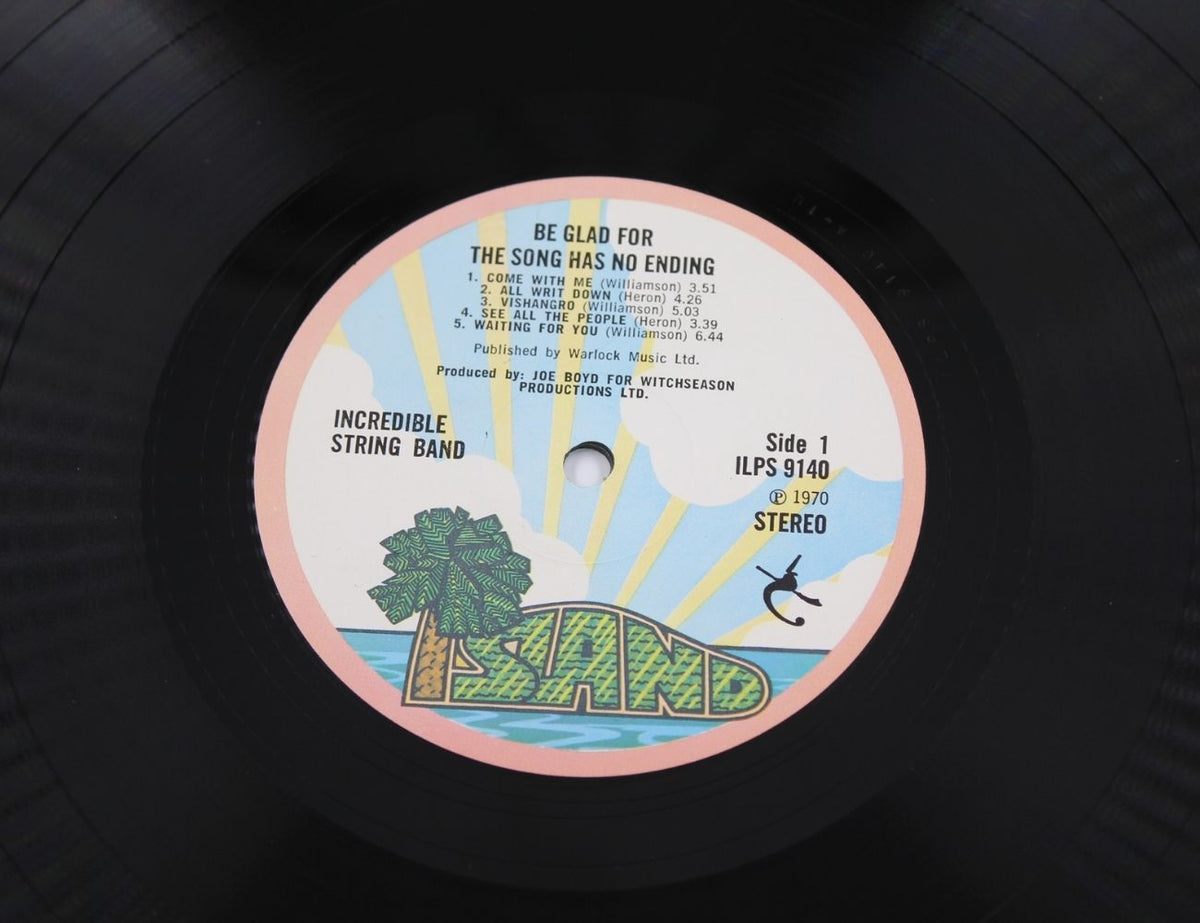 BE GLAD FOR
THE SONG HAS NO ENDING
1. COME WITH ME (Williamson) 3.51
2. ALL WRIT DOWN (Heron) 4.26
3. VISHANGRO (Williamson) 5.03
4. SEE ALL THE PEOPLE (Heron) 3.39
5. WAITING FOR YOU (Williamson) 6.44
Published by Warlock Music Ltd.
Produced by: JOE BOYD FOR WITCHSEASON
PRODUCTIONS LTD.
INCREDIBLE
STRING BAND
Side 1
ILPS 9140
℗ 1970
STEREO
ISLAND